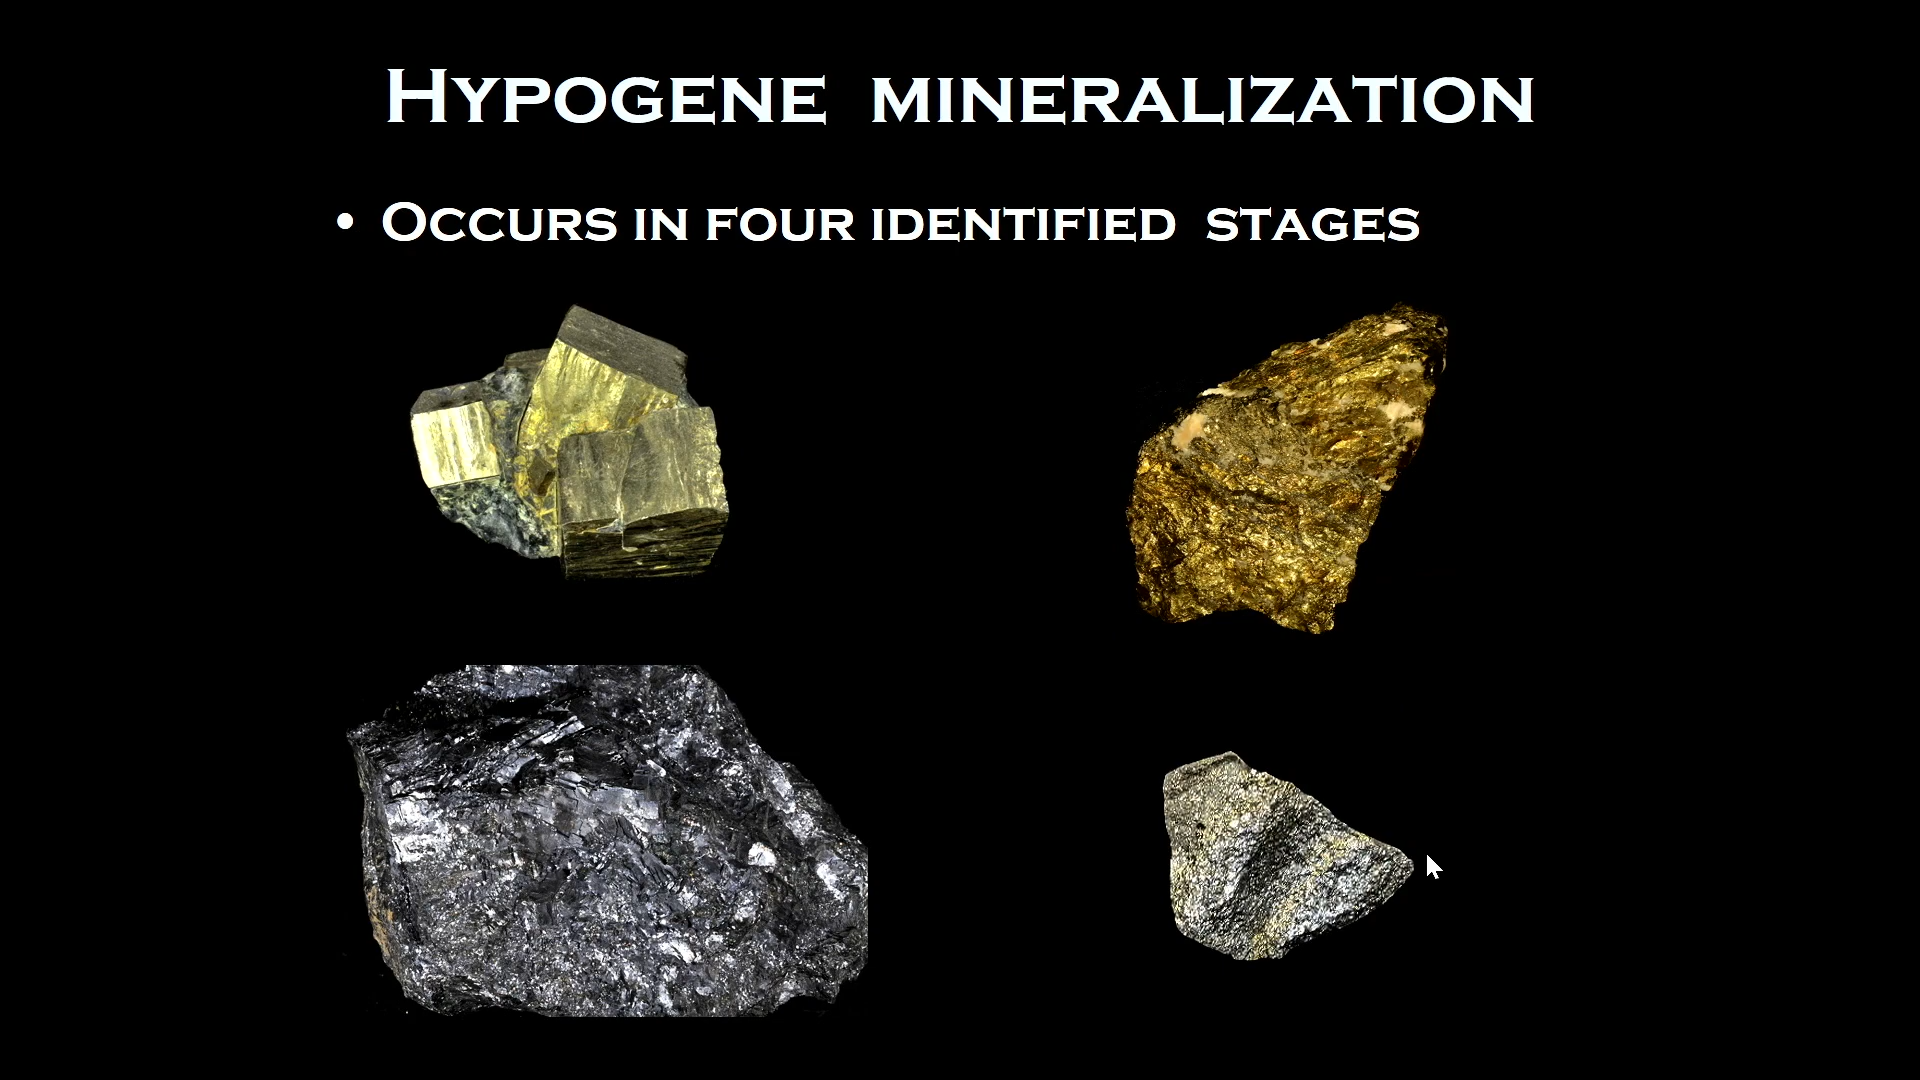 Hypogene mineralization
• Occurs in four identified stages